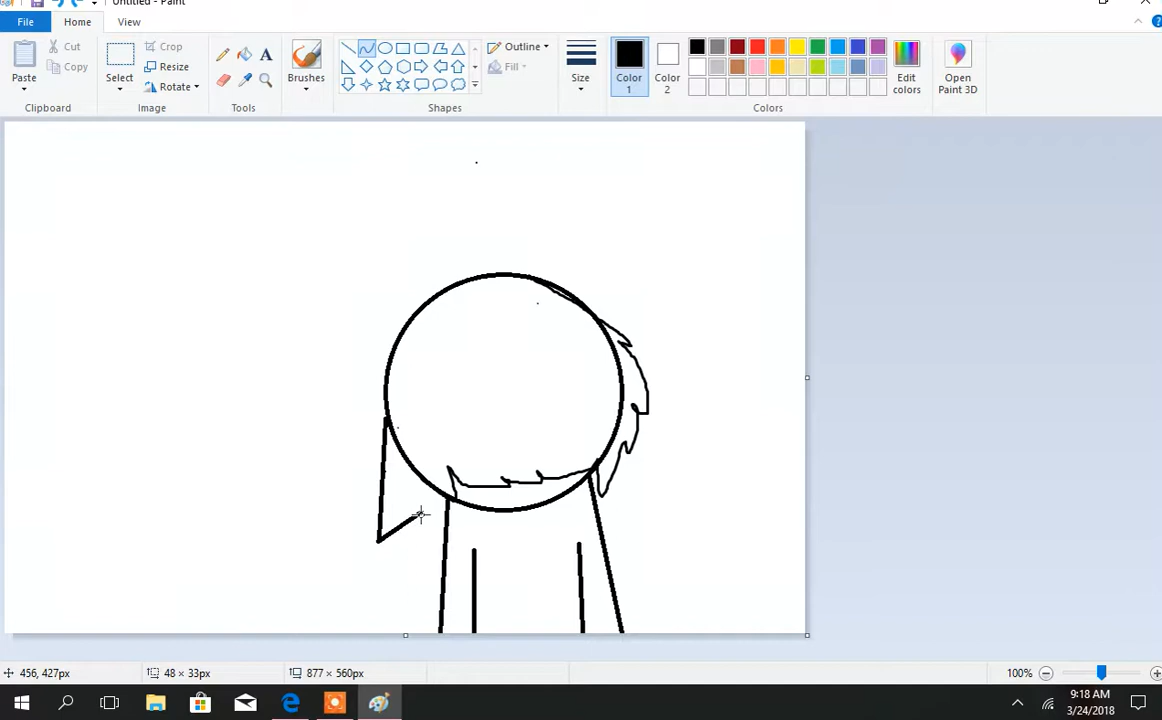 Untitled - Paint
File Home View
Paste
Cut
Copy
Clipboard
Select
Crop
Resize
Rotate
Image
A
Tools
Brushes
Outline
Fill
Shapes
Size
Color 1
Color 2
Edit colors
Colors
Open Paint 3D
456, 427px
48 × 33px
877 × 560px
100%
9:18 AM
3/24/2018